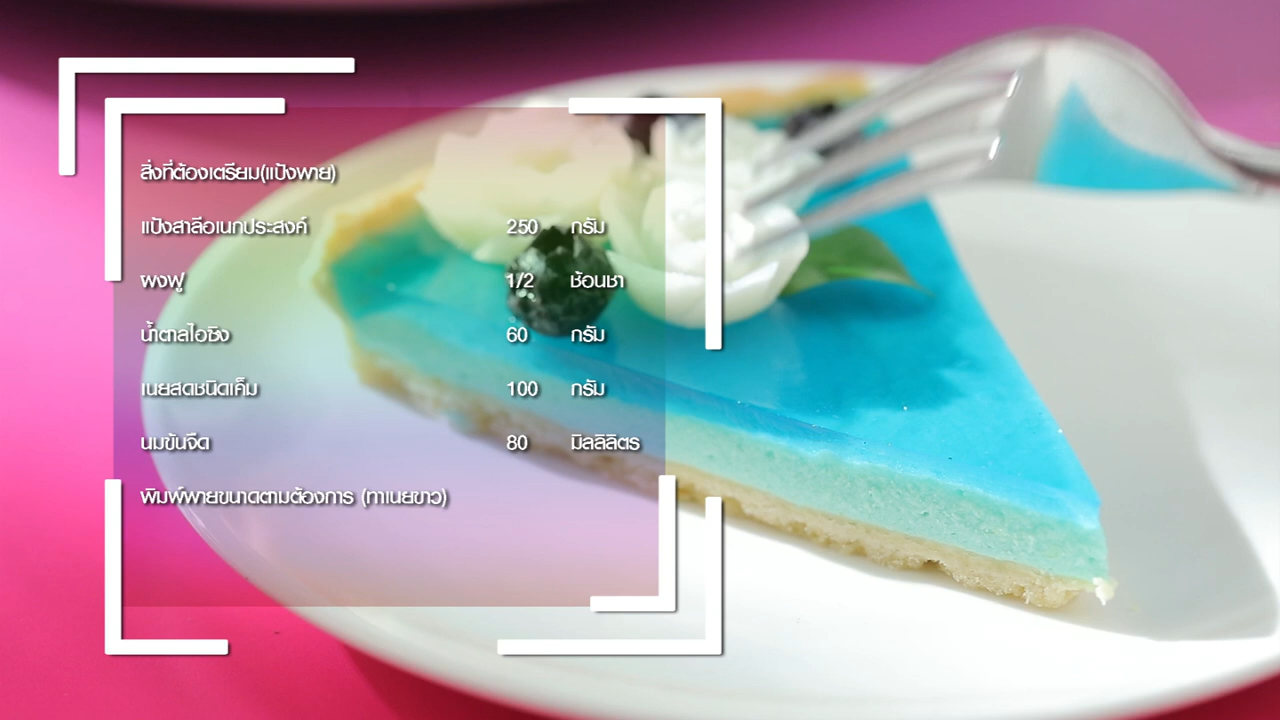 สิ่งที่ต้องเตรียม(แป้งพาย)
แป้งสาลีอเนกประสงค์ 250 กรัม
ผงฟู 1/2 ช้อนชา
น้ำตาลไอซิง 60 กรัม
เนยสดชนิดเค็ม 100 กรัม
นมข้นจืด 80 มิลลิลิตร
พิมพ์พายขนาดตามต้องการ (ทาเนยขาว)